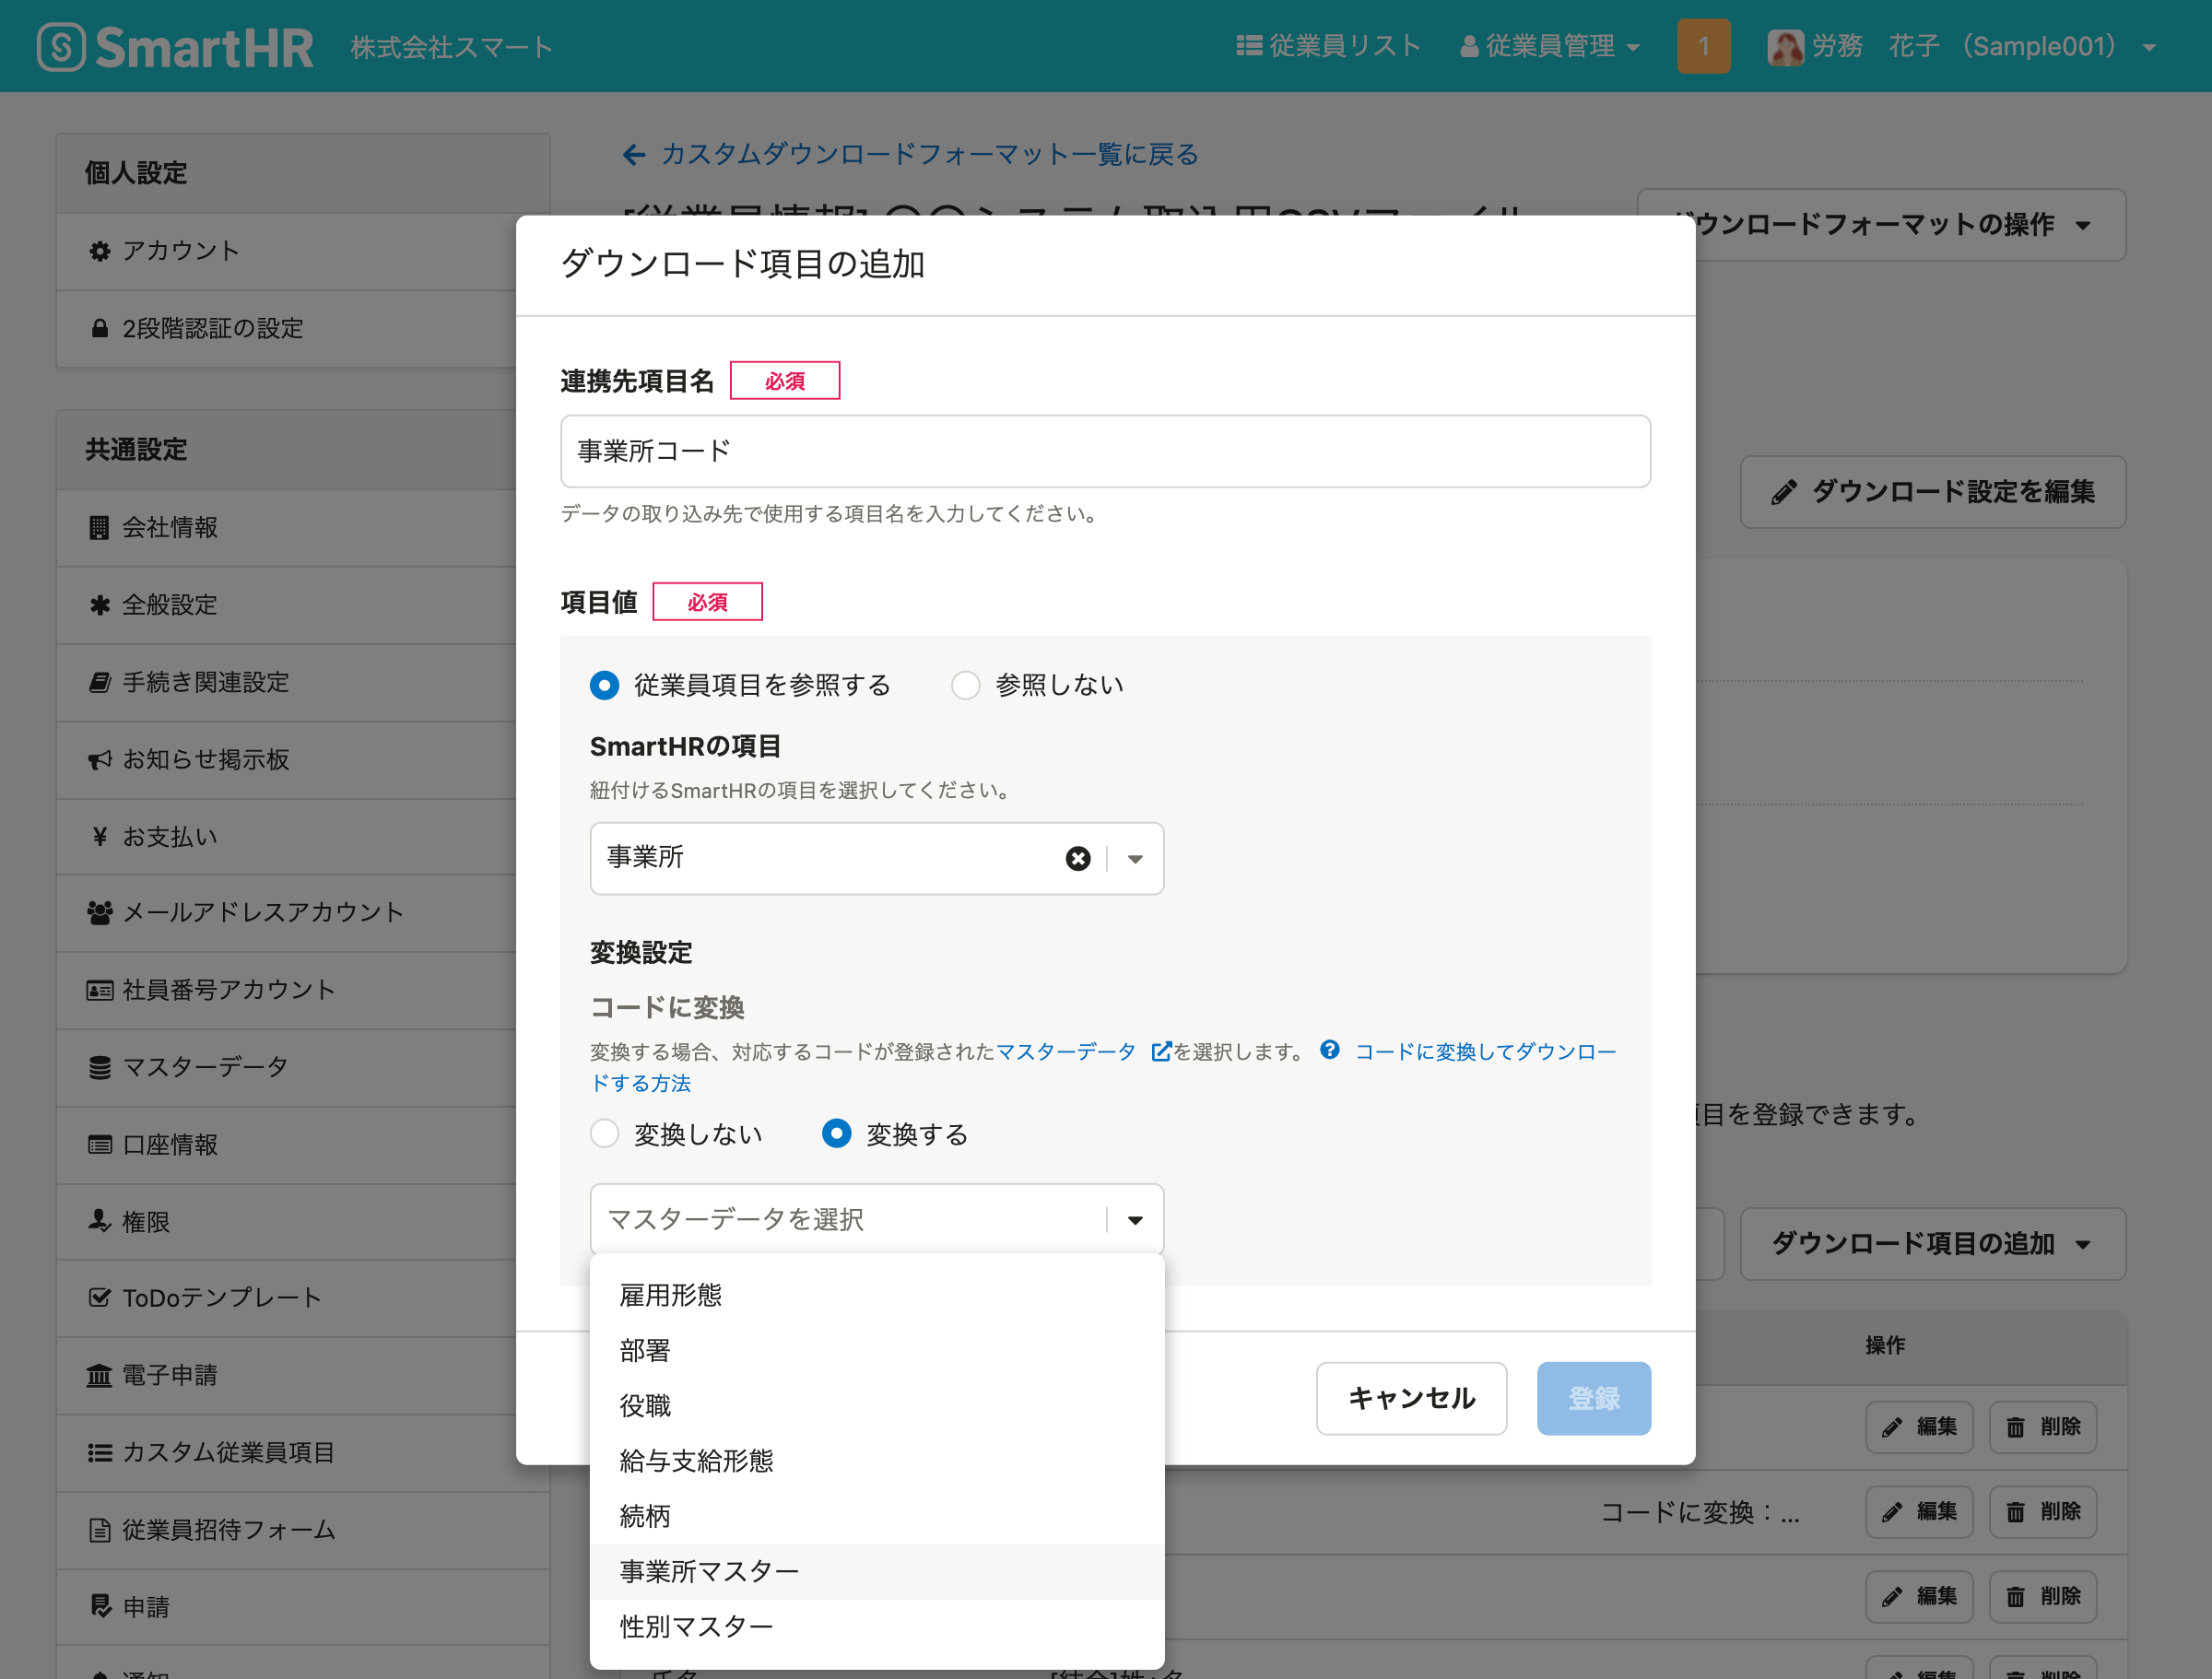 SmartHR
株式会社スマート
従業員リスト
従業員管理
1
労務 花子 （Sample001）
個人設定
アカウント
2段階認証の設定
共通設定
会社情報
全般設定
手続き関連設定
お知らせ掲示板
お支払い
メールアドレスアカウント
社員番号アカウント
マスターデータ
口座情報
権限
ToDoテンプレート
電子申請
カスタム従業員項目
従業員招待フォーム
申請
カスタムダウンロードフォーマット一覧に戻る
ウンロードフォーマットの操作
ダウンロード設定を編集
ダウンロード項目の追加
連携先項目名 必須
事業所コード
データの取り込み先で使用する項目名を入力してください。
項目値 必須
従業員項目を参照する
参照しない
SmartHRの項目
紐付けるSmartHRの項目を選択してください。
事業所
変換設定
コードに変換
変換する場合、対応するコードが登録されたマスターデータ を選択します。 コードに変換してダウンロー
ドする方法
変換しない
変換する
マスターデータを選択
雇用形態
部署
役職
給与支給形態
続柄
事業所マスター
性別マスター
キャンセル
登録
目を登録できます。
ダウンロード項目の追加
操作
編集 削除
コードに変換：...
編集 削除
編集 削除